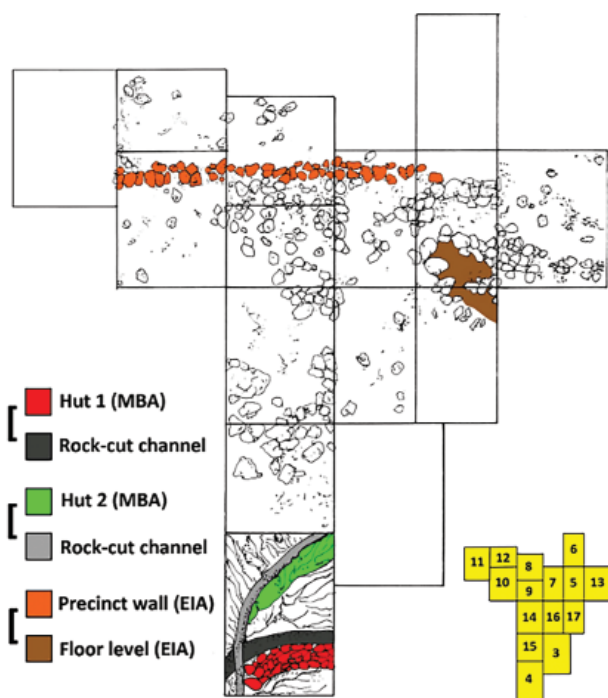 Hut 1 (MBA)
Rock-cut channel
Hut 2 (MBA)
Rock-cut channel
Precinct wall (EIA)
Floor level (EIA)
6
11 12 8
10 9 7 5 13
14 16 17
15 3
4